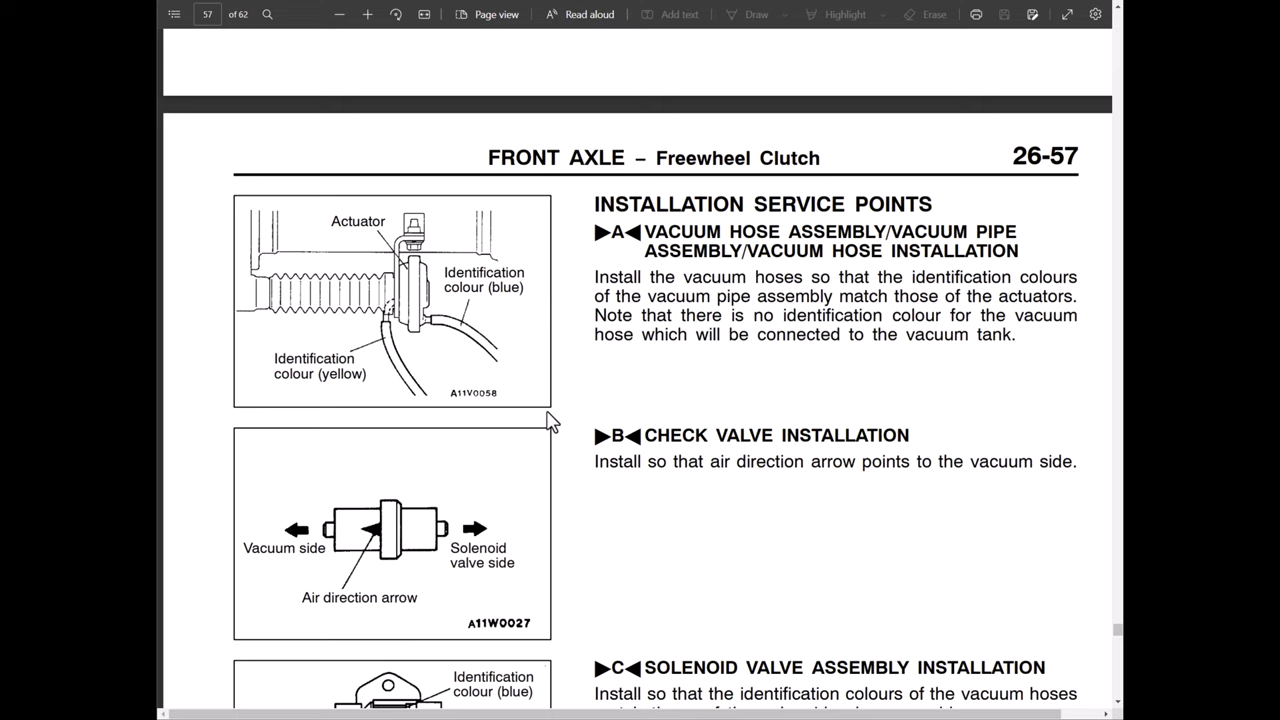 57 of 62 Page view Read aloud Add text Draw Highlight Erase
FRONT AXLE – Freewheel Clutch 26-57
Actuator
Identification
colour (blue)
Identification
colour (yellow)
A11V0058
INSTALLATION SERVICE POINTS
▶A◀ VACUUM HOSE ASSEMBLY/VACUUM PIPE
ASSEMBLY/VACUUM HOSE INSTALLATION
Install the vacuum hoses so that the identification colours
of the vacuum pipe assembly match those of the actuators.
Note that there is no identification colour for the vacuum
hose which will be connected to the vacuum tank.
Vacuum side
Solenoid
valve side
Air direction arrow
A11W0027
▶B◀ CHECK VALVE INSTALLATION
Install so that air direction arrow points to the vacuum side.
Identification
colour (blue)
▶C◀ SOLENOID VALVE ASSEMBLY INSTALLATION
Install so that the identification colours of the vacuum hoses